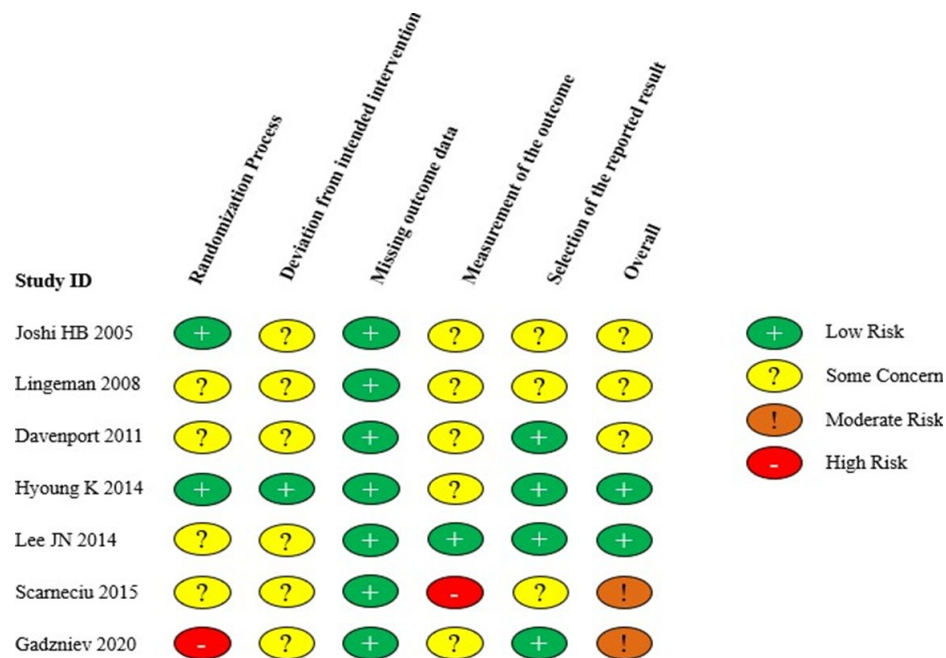 Randomization Process
Deviation from intended intervention
Missing outcome data
Measurement of the outcome
Selection of the reported result
Overall
Study ID
Joshi HB 2005 + ? + ? ? ?
Lingeman 2008 ? ? + ? ? ?
Davenport 2011 ? ? + ? + ?
Hyoung K 2014 + + + ? + +
Lee JN 2014 ? ? + + + +
Scarneciu 2015 ? ? + - ? !
Gadzniev 2020 - ? + ? + !
+ Low Risk
? Some Concern
! Moderate Risk
- High Risk